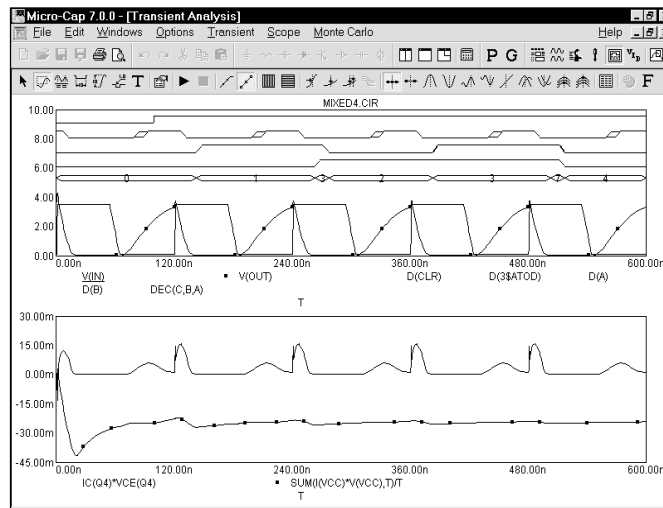 Micro-Cap 7.0.0 - [Transient Analysis]
File Edit Windows Options Transient Scope Monte Carlo Help
P G
T F
MIXED4.CIR
10.00
8.00
6.00
4.00
2.00
0.00
0 1 3 2 3 7 4
0.00n 120.00n 240.00n 360.00n 480.00n 600.00n
V(IN) V(OUT) D(CLR) D(3$ATOD) D(A)
D(B) DEC(C,B,A)
T
30.00m
15.00m
0.00m
-15.00m
-30.00m
-45.00m
0.00n 120.00n 240.00n 360.00n 480.00n 600.00n
IC(Q4)*VCE(Q4) SUM(I(VCC)*V(VCC),T)/T
T